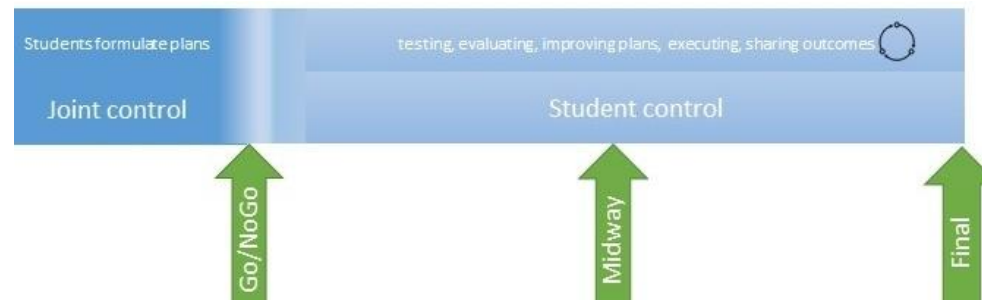 Students formulate plans
testing, evaluating, improving plans, executing, sharing outcomes
Joint control
Student control
Go/NoGo
Midway
Final